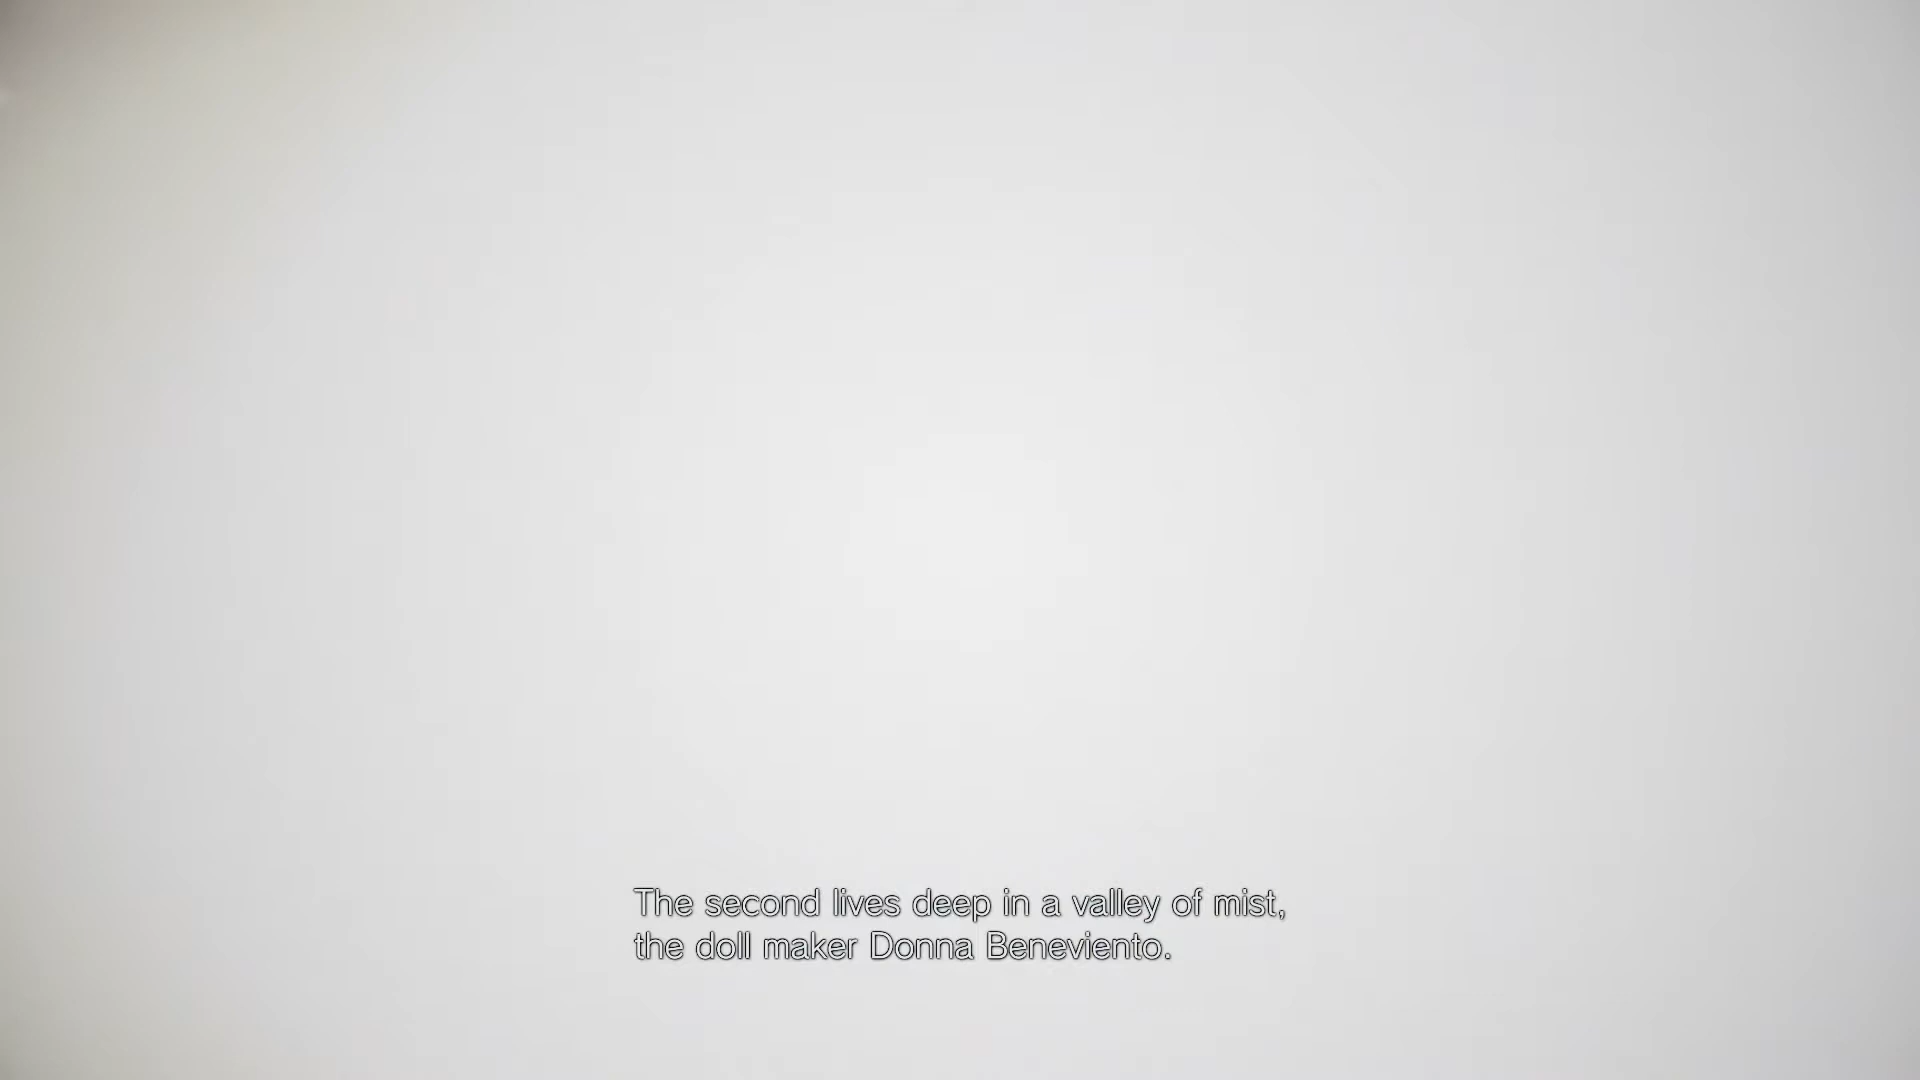 The second lives deep in a valley of mist,
the doll maker Donna Beneviento.